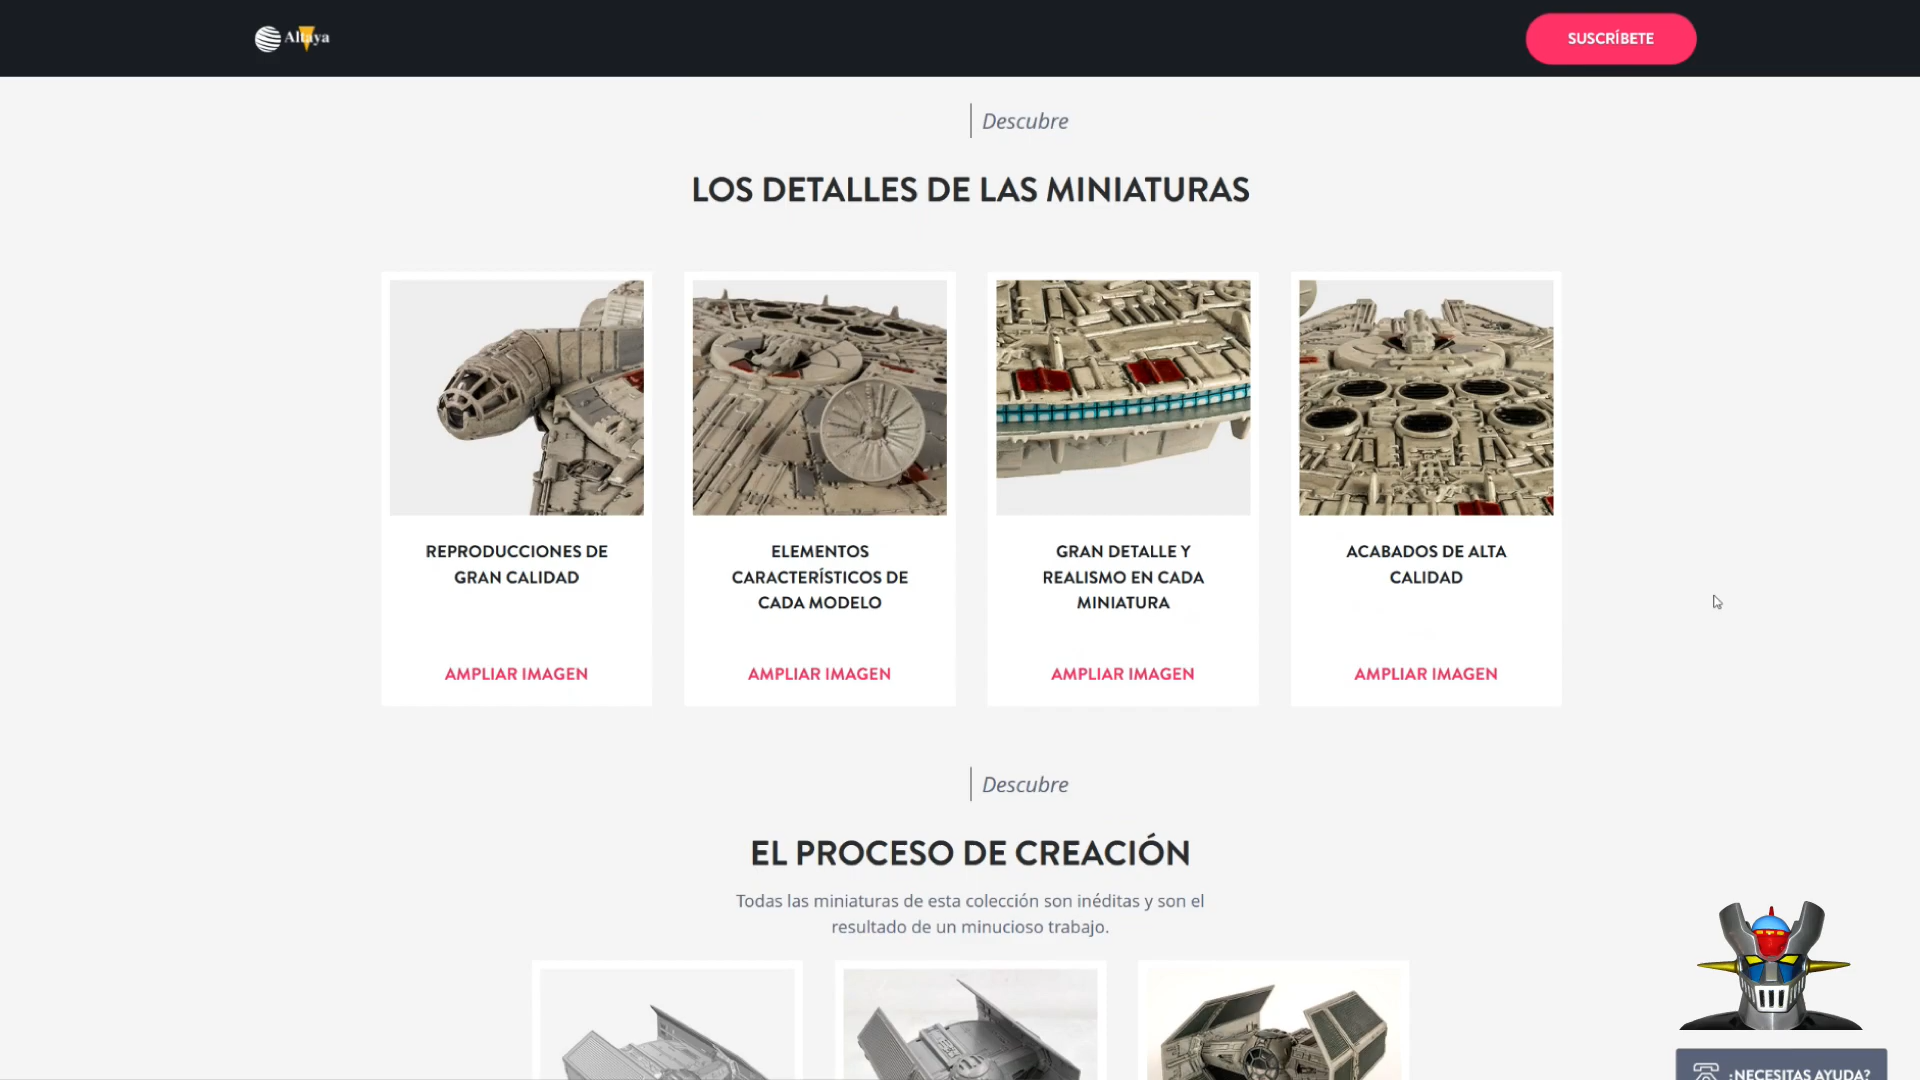 Altaya
SUSCRÍBETE
Descubre
LOS DETALLES DE LAS MINIATURAS
REPRODUCCIONES DE
GRAN CALIDAD
AMPLIAR IMAGEN
ELEMENTOS
CARACTERÍSTICOS DE
CADA MODELO
AMPLIAR IMAGEN
GRAN DETALLE Y
REALISMO EN CADA
MINIATURA
AMPLIAR IMAGEN
ACABADOS DE ALTA
CALIDAD
AMPLIAR IMAGEN
Descubre
EL PROCESO DE CREACIÓN
Todas las miniaturas de esta colección son inéditas y son el
resultado de un minucioso trabajo.
¿NECESITAS AYUDA?